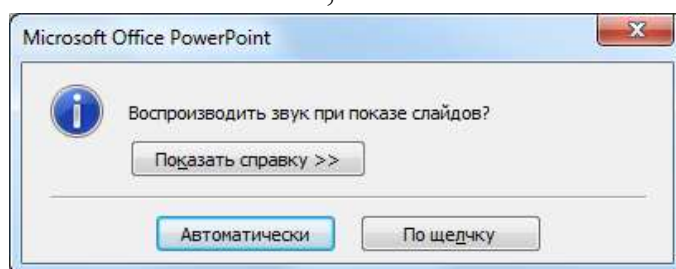 Microsoft Office PowerPoint
Воспроизводить звук при показе слайдов?
Показать справку >>
Автоматически
По щелчку